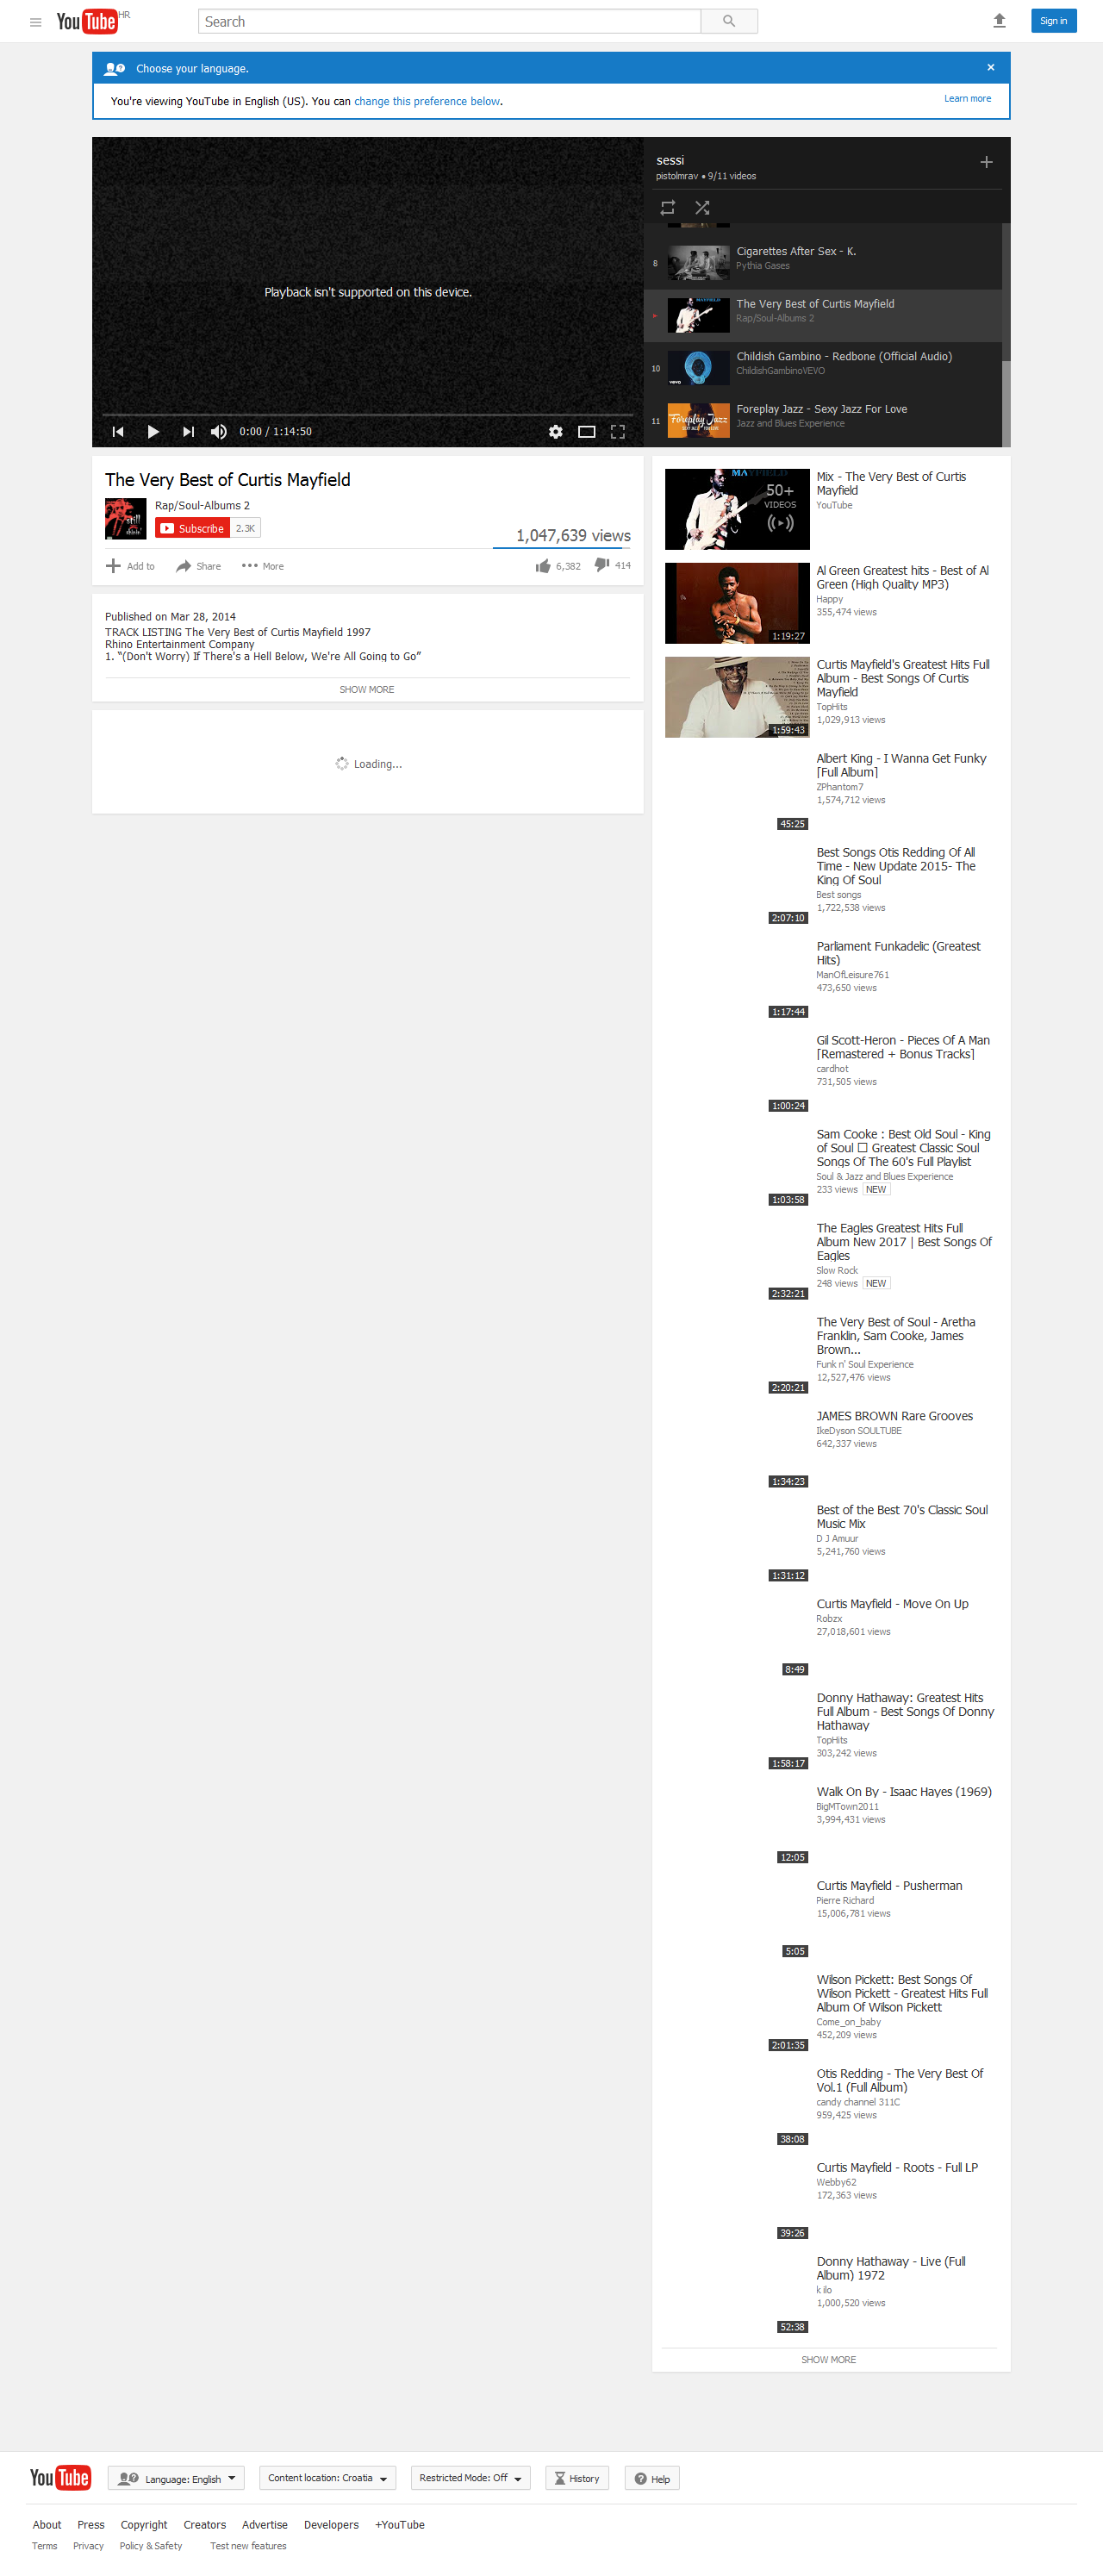 YouTube HR
Search
Sign in
Choose your language.
×
You're viewing YouTube in English (US). You can change this preference below.
Learn more
Playback isn't supported on this device.
0:00 / 1:14:50
sessi
pistolmrav • 9/11 videos
8
Cigarettes After Sex - K.
Pythia Gases
The Very Best of Curtis Mayfield
Rap/Soul-Albums 2
10
Childish Gambino - Redbone (Official Audio)
ChildishGambinoVEVO
vevo
11
Foreplay Jazz - Sexy Jazz For Love
Jazz and Blues Experience
Foreplay Jazz
The Very Best of Curtis Mayfield
Rap/Soul-Albums 2
Subscribe 2.3K
1,047,639 views
Add to
Share
More
6,382
414
Published on Mar 28, 2014
TRACK LISTING The Very Best of Curtis Mayfield 1997
Rhino Entertainment Company
1. “(Don't Worry) If There's a Hell Below, We're All Going to Go”
SHOW MORE
Loading...
50+
VIDEOS
Mix - The Very Best of Curtis
Mayfield
YouTube
1:19:27
Al Green Greatest hits - Best of Al
Green (High Quality MP3)
Happy
355,474 views
1:59:43
Curtis Mayfield's Greatest Hits Full
Album - Best Songs Of Curtis
Mayfield
TopHits
1,029,913 views
45:25
Albert King - I Wanna Get Funky
[Full Album]
ZPhantom7
1,574,712 views
2:07:10
Best Songs Otis Redding Of All
Time - New Update 2015- The
King Of Soul
Best songs
1,722,538 views
1:17:44
Parliament Funkadelic (Greatest
Hits)
ManOfLeisure761
473,650 views
1:00:24
Gil Scott-Heron - Pieces Of A Man
[Remastered + Bonus Tracks]
cardhot
731,505 views
1:03:58
Sam Cooke : Best Old Soul - King
of Soul □ Greatest Classic Soul
Songs Of The 60's Full Playlist
Soul & Jazz and Blues Experience
233 views NEW
2:32:21
The Eagles Greatest Hits Full
Album New 2017 | Best Songs Of
Eagles
Slow Rock
248 views NEW
2:20:21
The Very Best of Soul - Aretha
Franklin, Sam Cooke, James
Brown...
Funk n' Soul Experience
12,527,476 views
1:34:23
JAMES BROWN Rare Grooves
IkeDyson SOULTUBE
642,337 views
1:31:12
Best of the Best 70's Classic Soul
Music Mix
D J Amuur
5,241,760 views
8:49
Curtis Mayfield - Move On Up
Robzx
27,018,601 views
1:58:17
Donny Hathaway: Greatest Hits
Full Album - Best Songs Of Donny
Hathaway
TopHits
303,242 views
12:05
Walk On By - Isaac Hayes (1969)
BigMTown2011
3,994,431 views
5:05
Curtis Mayfield - Pusherman
Pierre Richard
15,006,781 views
2:01:35
Wilson Pickett: Best Songs Of
Wilson Pickett - Greatest Hits Full
Album Of Wilson Pickett
Come_on_baby
452,209 views
38:08
Otis Redding - The Very Best Of
Vol.1 (Full Album)
candy channel 311C
959,425 views
39:26
Curtis Mayfield - Roots - Full LP
Webby62
172,363 views
52:38
Donny Hathaway - Live (Full
Album) 1972
k ilo
1,000,520 views
SHOW MORE
YouTube
Language: English
Content location: Croatia
Restricted Mode: Off
History
Help
About Press Copyright Creators Advertise Developers +YouTube
Terms Privacy Policy & Safety Test new features